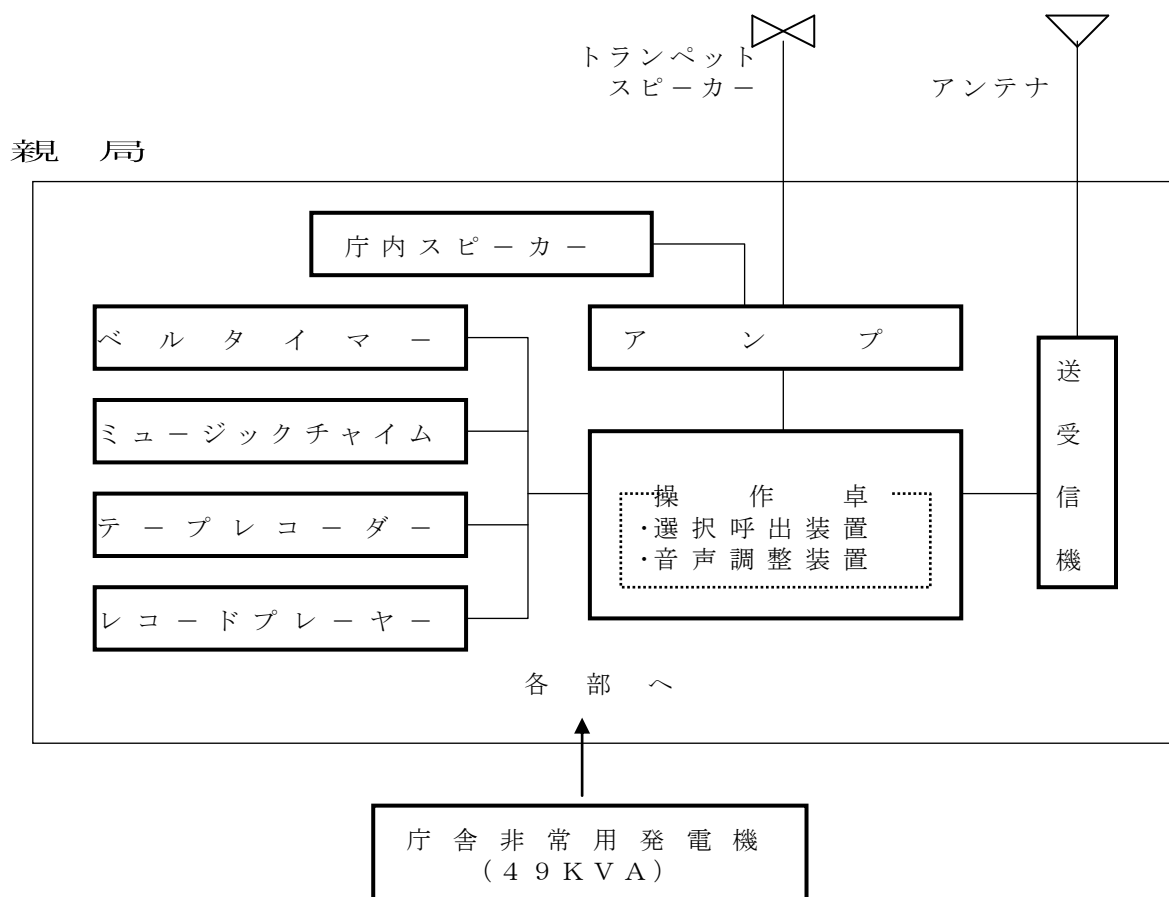 トランペット
スピーカー
アンテナ
親局
庁内スピーカー
ベルタイマー
アンプ
送受信機
ミュージックチャイム
操作卓
・選択呼出装置
・音声調整装置
テープレコーダー
レコードプレーヤー
各部へ
庁舎非常用発電機
(49KVA)